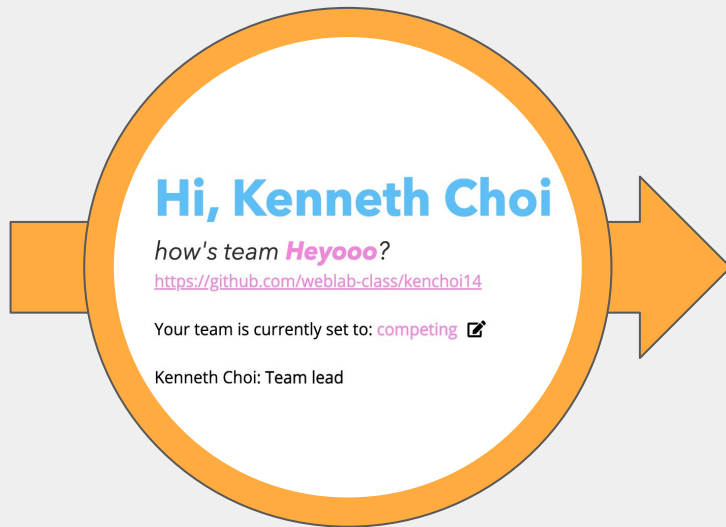 Hi, Kenneth Choi
how's team Heyooo?
https://github.com/weblab-class/kenchoi14
Your team is currently set to: competing
Kenneth Choi: Team lead